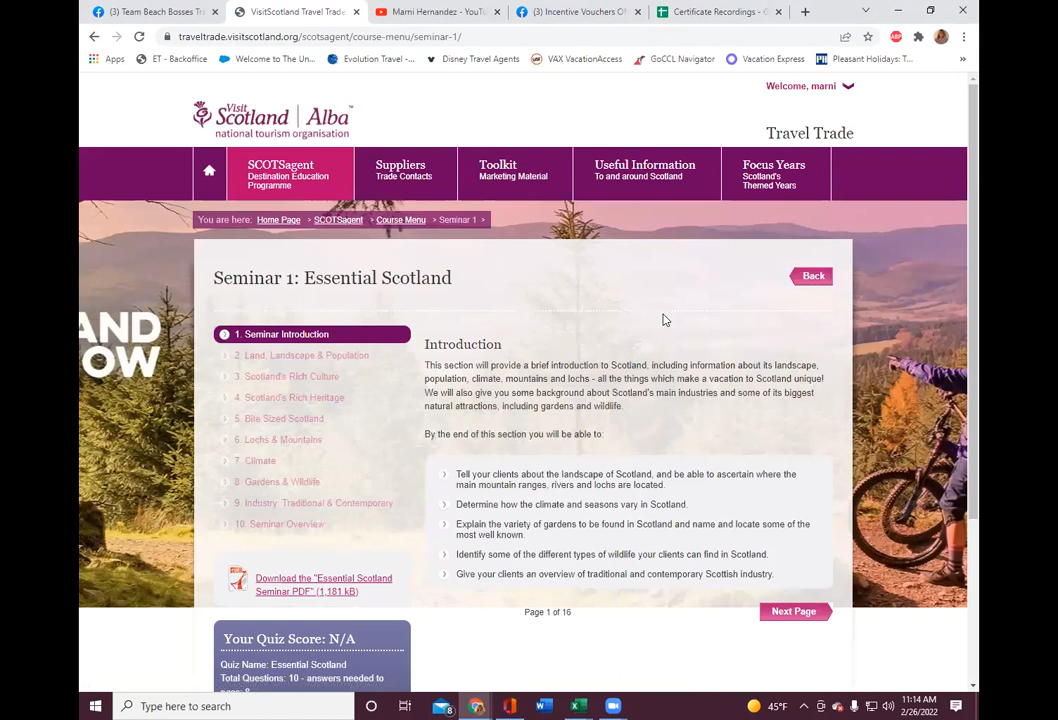 (3) Team Beach Bosses Tr
VisitScotland Travel Trade
Marni Hernandez - YouTu
(3) Incentive Vouchers Of
Certificate Recordings - G
traveltrade.visitscotland.org/scotsagent/course-menu/seminar-1/
Apps
ET - Backoffice
Welcome to The Un...
Evolution Travel -...
Disney Travel Agents
VAX VacationAccess
GoCCL Navigator
Vacation Express
Pleasant Holidays: T...
Welcome, marni
Visit
Scotland | Alba™
national tourism organisation
Travel Trade
SCOTSagent
Destination Education
Programme
Suppliers
Trade Contacts
Toolkit
Marketing Material
Useful Information
To and around Scotland
Focus Years
Scotland's
Themed Years
You are here: Home Page > SCOTSagent > Course Menu > Seminar 1 >
Seminar 1: Essential Scotland
Back
AND
OW
1. Seminar Introduction
2. Land, Landscape & Population
3. Scotland's Rich Culture
4. Scotland's Rich Heritage
5. Bite Sized Scotland
6. Lochs & Mountains
7. Climate
8. Gardens & Wildlife
9. Industry: Traditional & Contemporary
10. Seminar Overview
Download the "Essential Scotland
Seminar PDF" (1,181 kB)
Your Quiz Score: N/A
Quiz Name: Essential Scotland
Total Questions: 10 - answers needed to
pass: 8
Introduction
This section will provide a brief introduction to Scotland, including information about its landscape,
population, climate, mountains and lochs - all the things which make a vacation to Scotland unique!
We will also give you some background about Scotland's main industries and some of its biggest
natural attractions, including gardens and wildlife.
By the end of this section you will be able to:
Tell your clients about the landscape of Scotland, and be able to ascertain where the
main mountain ranges, rivers and lochs are located.
Determine how the climate and seasons vary in Scotland.
Explain the variety of gardens to be found in Scotland and name and locate some of the
most well known.
Identify some of the different types of wildlife your clients can find in Scotland.
Give your clients an overview of traditional and contemporary Scottish industry.
Page 1 of 16
Next Page
Type here to search
45°F
11:14 AM
2/26/2022